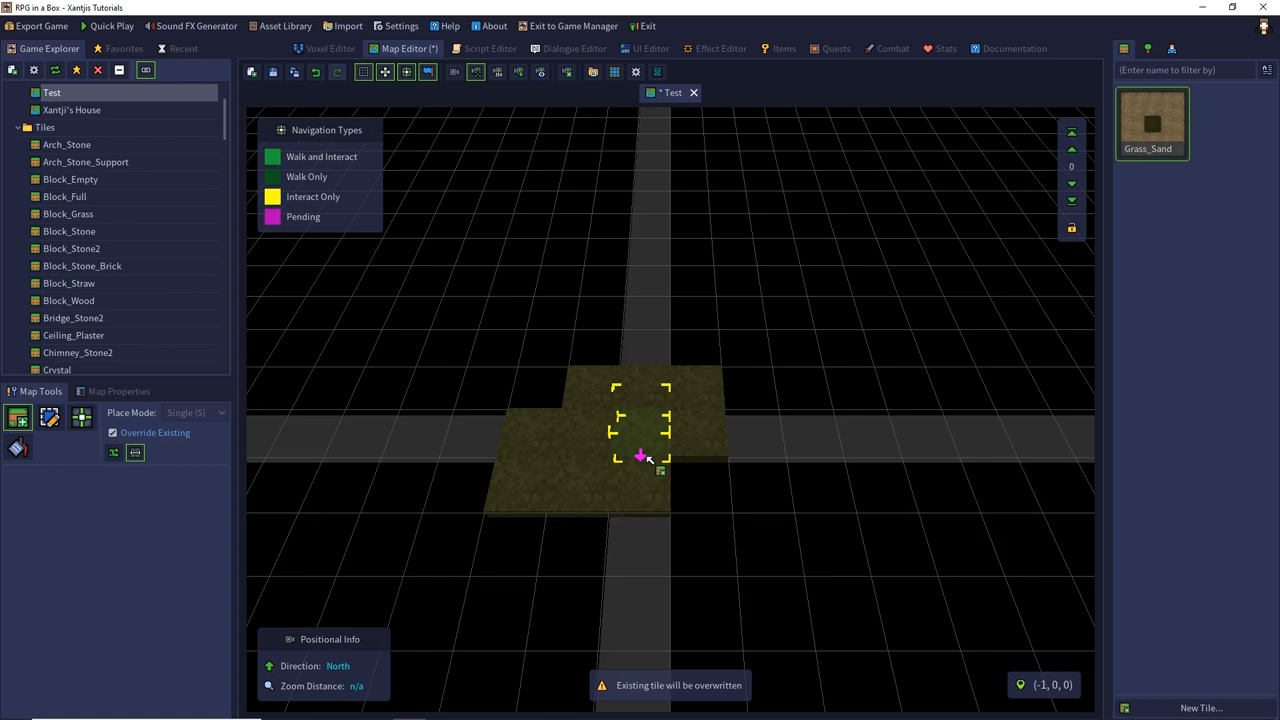 RPG in a Box - Xantjis Tutorials
Export Game Quick Play Sound FX Generator Asset Library Import Settings Help About Exit to Game Manager Exit
Game Explorer Favorites Recent Voxel Editor Map Editor (*) Script Editor Dialogue Editor UI Editor Effect Editor Items Quests Combat Stats Documentation
(Enter name to filter by)
* Test
Test
Xantji's House
Tiles
Arch_Stone
Arch_Stone_Support
Block_Empty
Block_Full
Block_Grass
Block_Stone
Block_Stone2
Block_Stone_Brick
Block_Straw
Block_Wood
Bridge_Stone2
Ceiling_Plaster
Chimney_Stone2
Crystal
Navigation Types
Walk and Interact
Walk Only
Interact Only
Pending
0
Grass_Sand
Map Tools Map Properties
Place Mode: Single (S)
Override Existing
Positional Info
Direction: North
Zoom Distance: n/a
Existing tile will be overwritten
(-1, 0, 0)
New Tile...